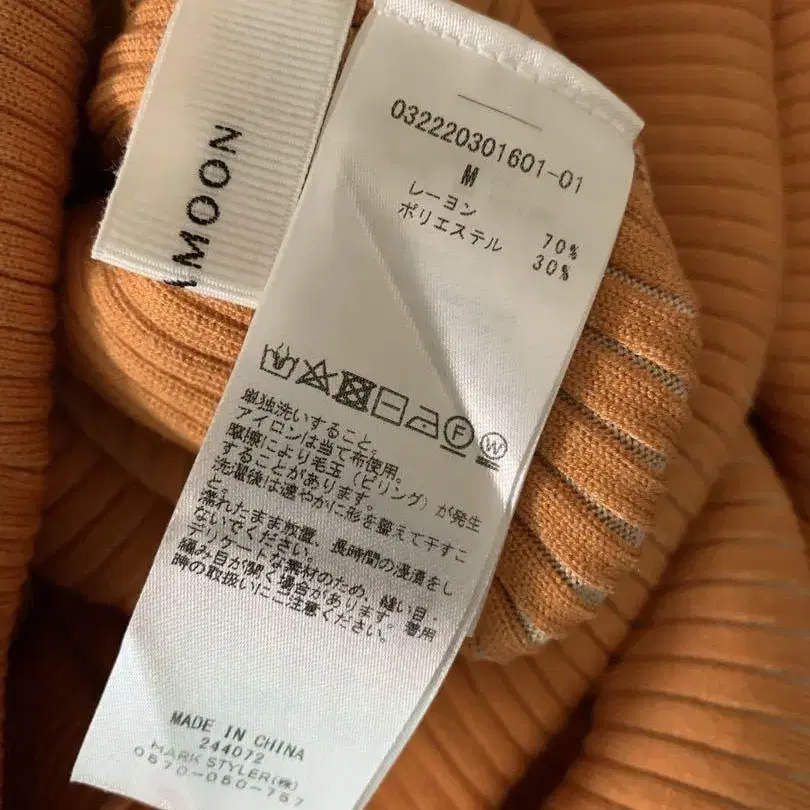 MOON
032220301601-01
M
レーヨン 70%
ポリエステル 30%
F
W
単独洗いすること。
アイロンは当て布使用。
摩擦により毛玉(ピリング)が発生
することがあります。
洗濯後は速やかに形を整えて干すこ
と。
濡れたまま放置、長時間の浸漬をし
ないでください。
デリケートな素材のため、縫い目・
編み目が開く場合があります。着用
時の取扱いにご注意ください。
MADE IN CHINA
244072
MARK STYLER(株)
0570-050-757